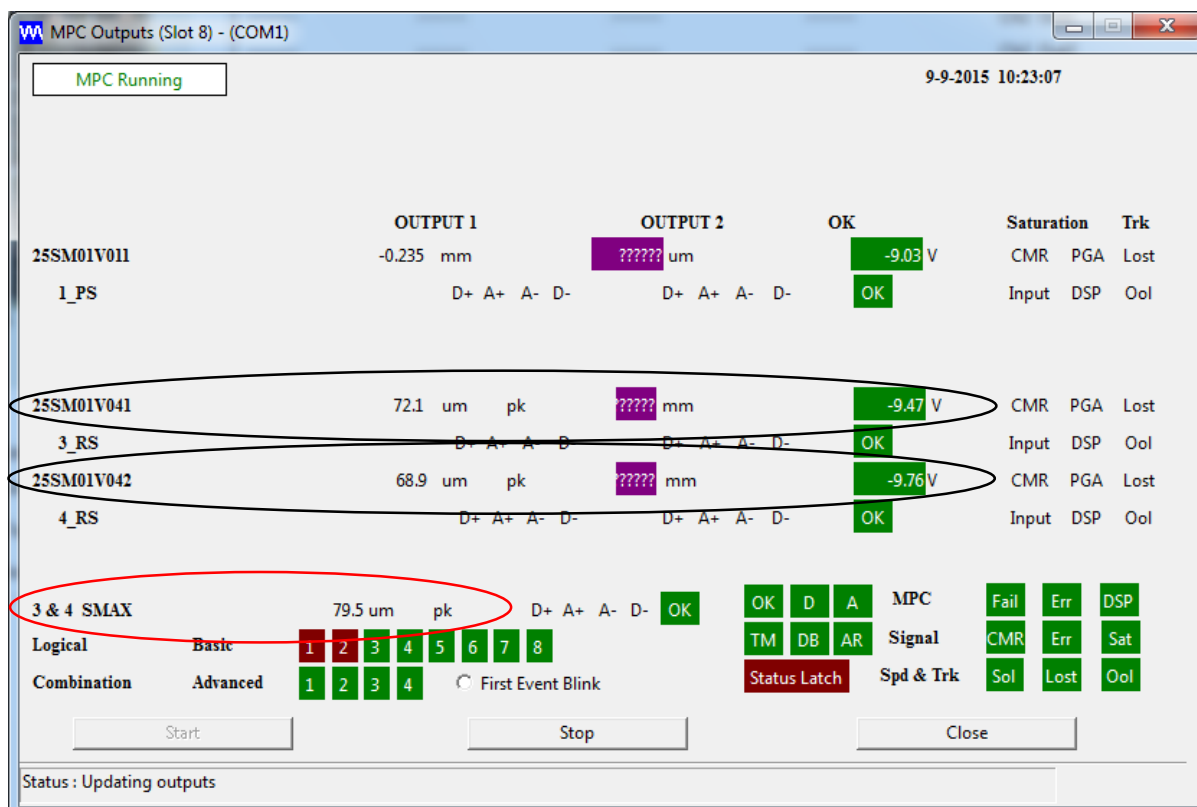 MPC Outputs (Slot 8) - (COM1)
MPC Running 9-9-2015 10:23:07
OUTPUT 1 OUTPUT 2 OK Saturation Trk
25SM01V011 -0.235 mm ?????? um -9.03 V CMR PGA Lost
1_PS D+ A+ A- D- D+ A+ A- D- OK Input DSP Ool
25SM01V041 72.1 um pk ?????? mm -9.47 V CMR PGA Lost
3_RS D+ A+ A- D- D+ A+ A- D- OK Input DSP Ool
25SM01V042 68.9 um pk ?????? mm -9.76 V CMR PGA Lost
4_RS D+ A+ A- D- D+ A+ A- D- OK Input DSP Ool
3 & 4 SMAX 79.5 um pk D+ A+ A- D- OK OK D A MPC Fail Err DSP
Logical Basic 1 2 3 4 5 6 7 8 TM DB AR Signal CMR Err Sat
Combination Advanced 1 2 3 4 First Event Blink Status Latch Spd & Trk Sol Lost Ool
Start Stop Close
Status : Updating outputs